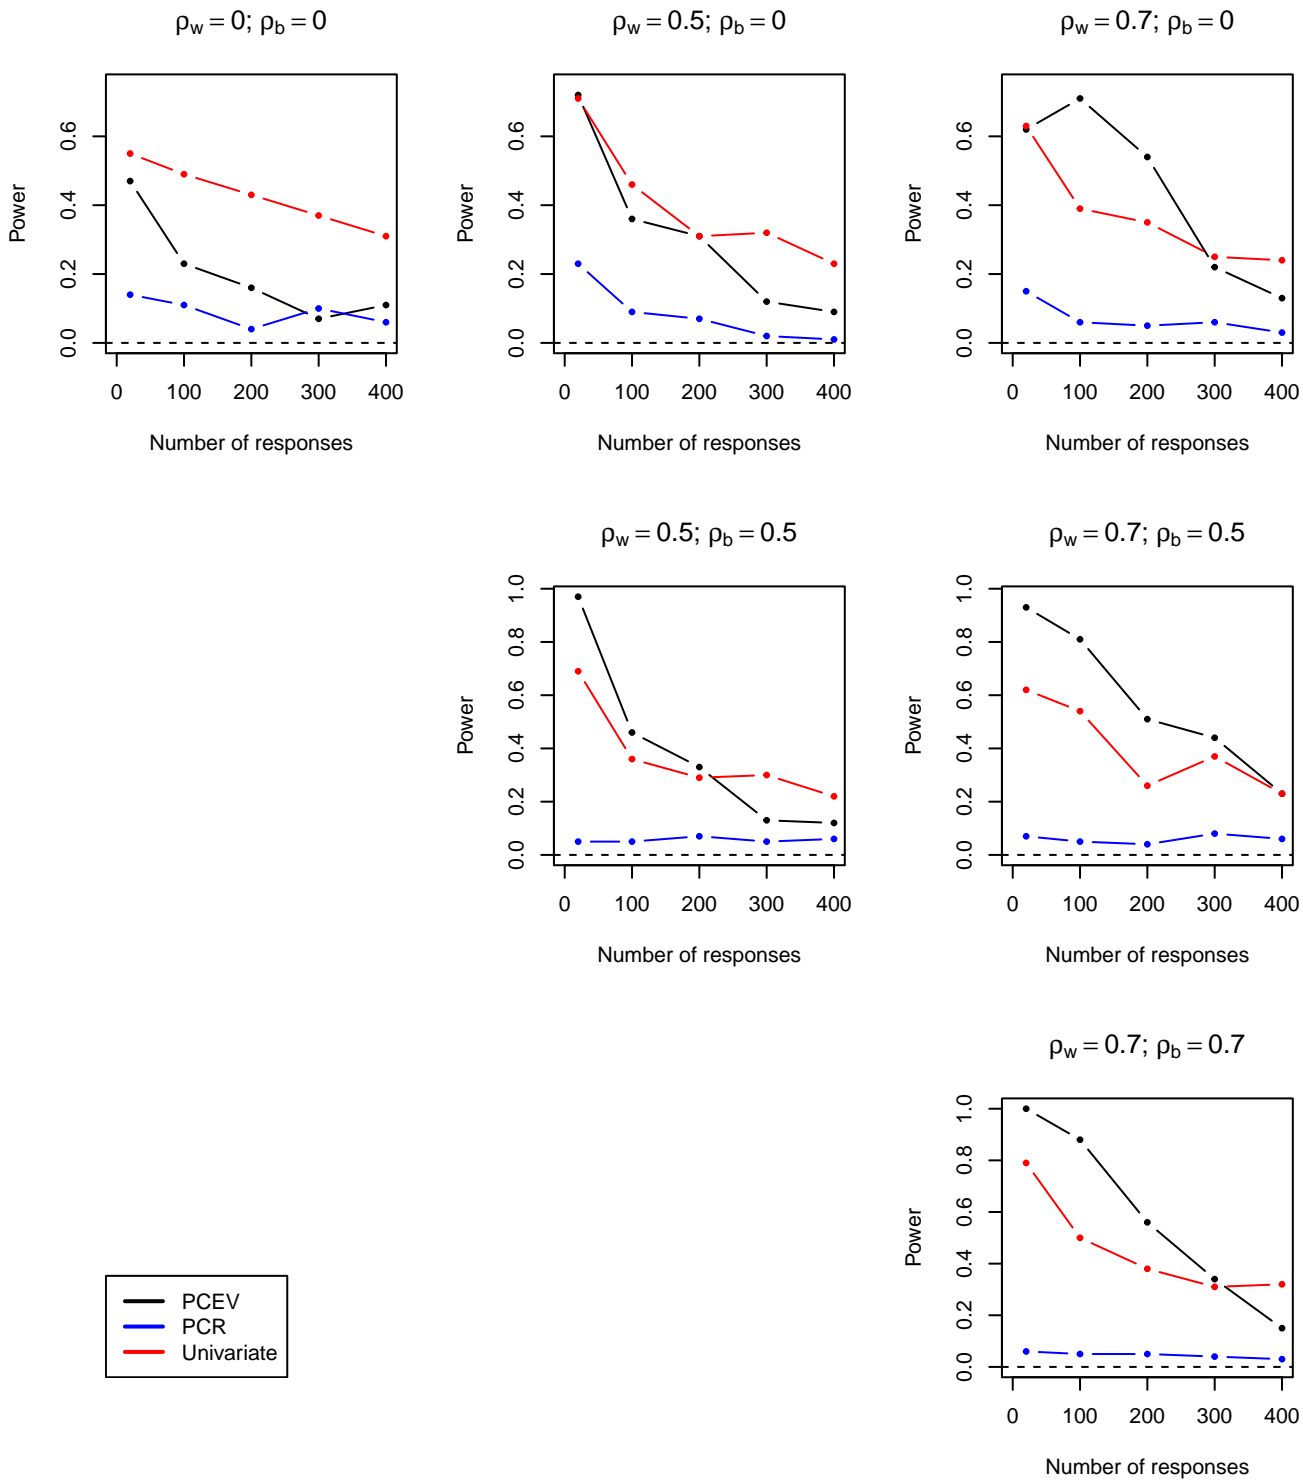 ρw = 0; ρb = 0
0.0 0.2 0.4 0.6
Power
0 100 200 300 400
Number of responses
ρw = 0.5; ρb = 0
0.0 0.2 0.4 0.6
Power
0 100 200 300 400
Number of responses
ρw = 0.7; ρb = 0
0.0 0.2 0.4 0.6
Power
0 100 200 300 400
Number of responses
ρw = 0.5; ρb = 0.5
0.0 0.2 0.4 0.6 0.8 1.0
Power
0 100 200 300 400
Number of responses
ρw = 0.7; ρb = 0.5
0.0 0.2 0.4 0.6 0.8 1.0
Power
0 100 200 300 400
Number of responses
ρw = 0.7; ρb = 0.7
0.0 0.2 0.4 0.6 0.8 1.0
Power
0 100 200 300 400
Number of responses
PCEV
PCR
Univariate